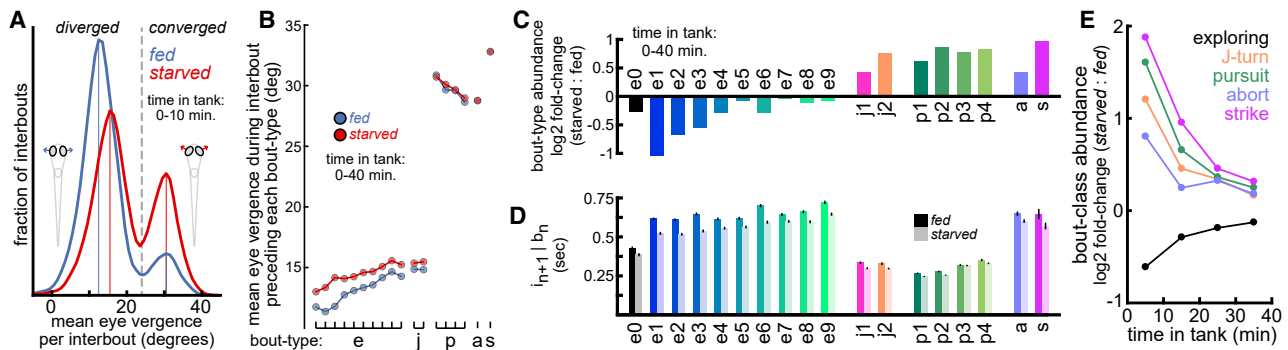 A
diverged
converged
fed
starved
time in tank:
0-10 min.
fraction of interbouts
0
20
40
mean eye vergence
per interbout (degrees)
B
35
30
25
20
15
mean eye vergence during interbout
preceding each bout-type (deg)
fed
starved
time in tank:
0-40 min.
bout-type:
e
j
p
a
s
C
time in tank:
0-40 min.
bout-type abundance
log2 fold-change
(starved : fed)
1
0.5
0
-0.5
-1
e0
e1
e2
e3
e4
e5
e6
e7
e8
e9
j1
j2
p1
p2
p3
p4
a
s
D
0.75
0.5
0.25
i n+1 | b n
(sec)
fed
starved
e0
e1
e2
e3
e4
e5
e6
e7
e8
e9
j1
j2
p1
p2
p3
p4
a
s
E
exploring
J-turn
pursuit
abort
strike
2
1
0
-1
bout-class abundance
log2 fold-change (starved : fed)
0
10
20
30
40
time in tank (min)